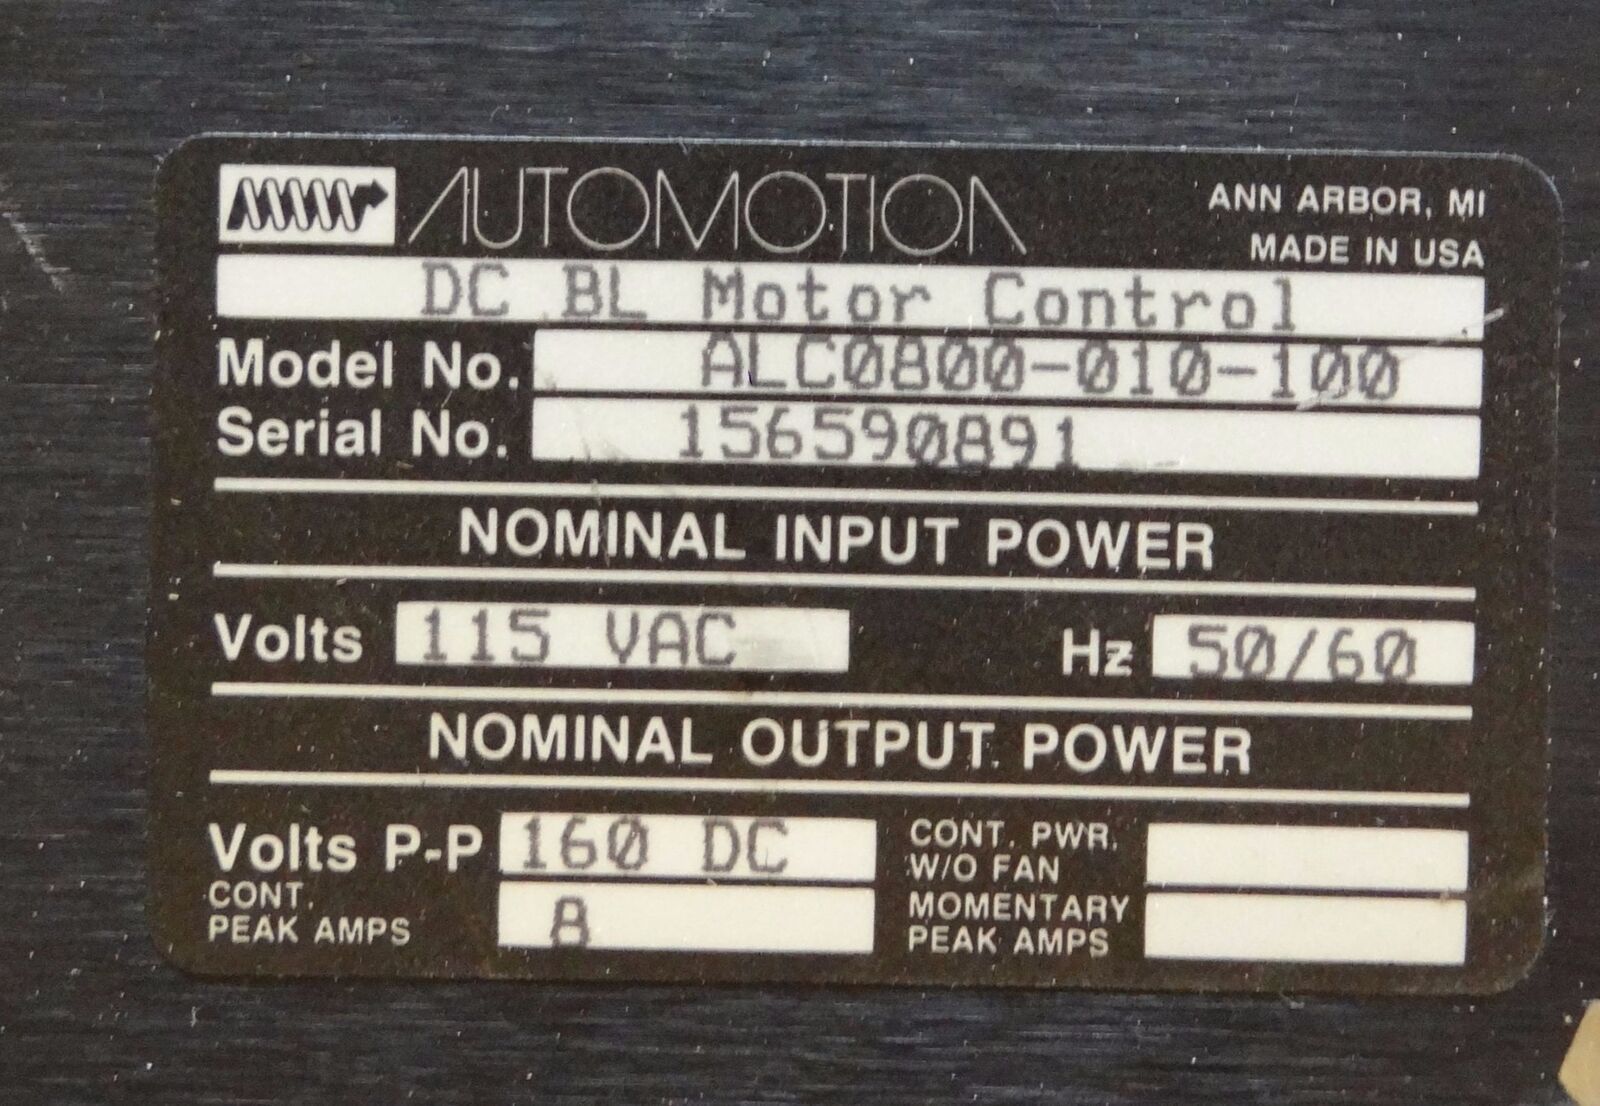 AUTOMOTION
ANN ARBOR, MI
MADE IN USA
DC BL Motor Control
Model No. ALC0800-010-100
Serial No. 156590891
NOMINAL INPUT POWER
Volts 115 VAC Hz 50/60
NOMINAL OUTPUT POWER
Volts P-P 160 DC
CONT. PWR.
W/O FAN
CONT.
PEAK AMPS 8
MOMENTARY
PEAK AMPS